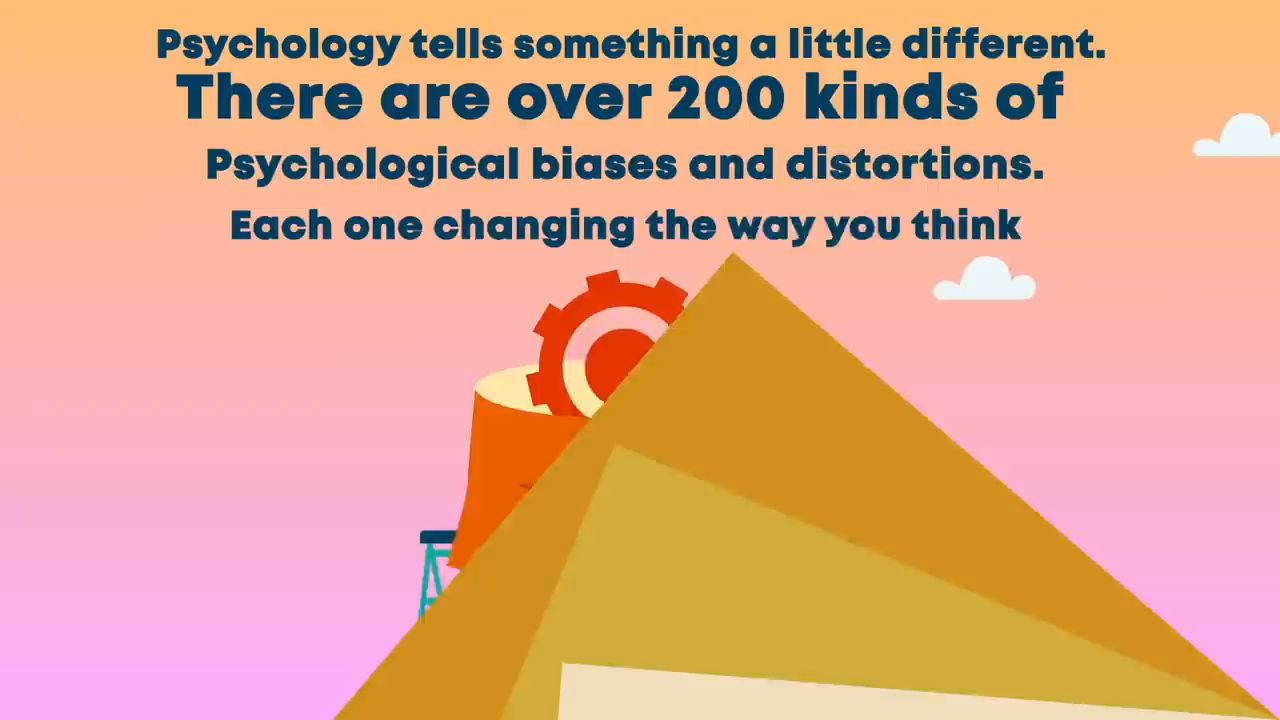 Psychology tells something a little different.
There are over 200 kinds of
Psychological biases and distortions.
Each one changing the way you think